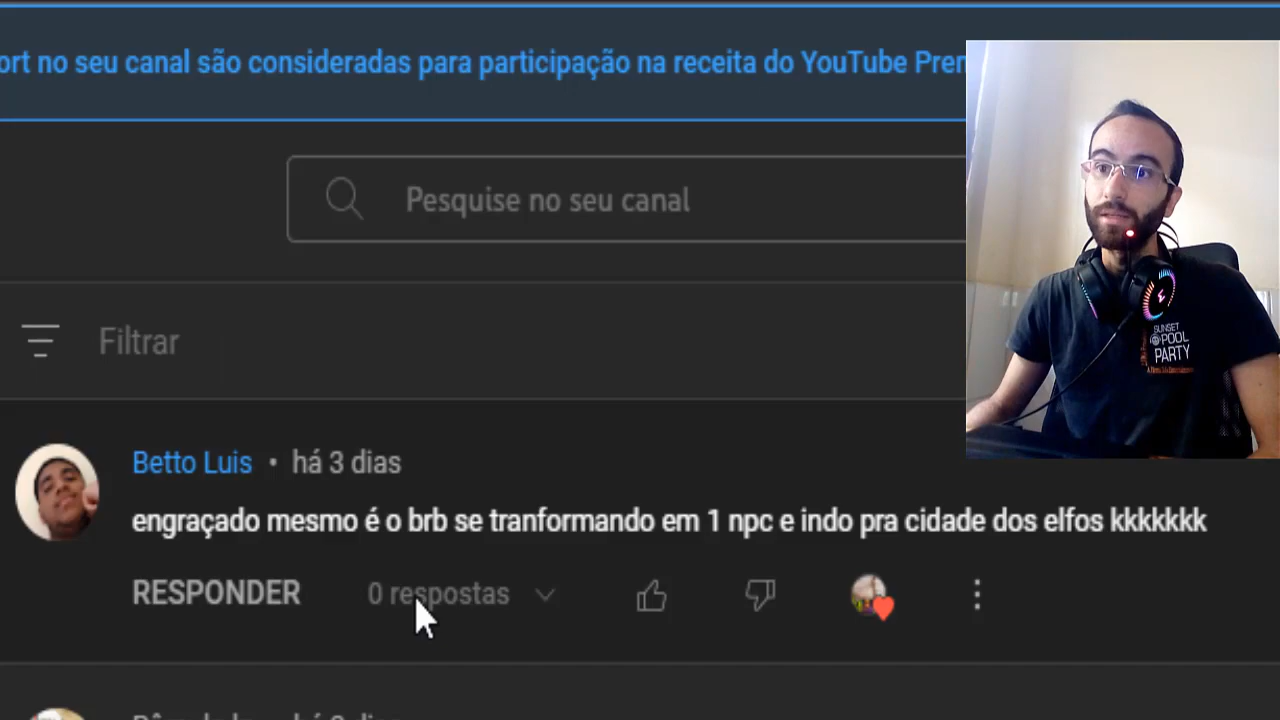 ort no seu canal são consideradas para participação na receita do YouTube Prem
Pesquise no seu canal
Filtrar
SUNSET
POOL
PARTY
Betto Luis • há 3 dias
engraçado mesmo é o brb se tranformando em 1 npc e indo pra cidade dos elfos kkkkkkk
RESPONDER 0 respostas